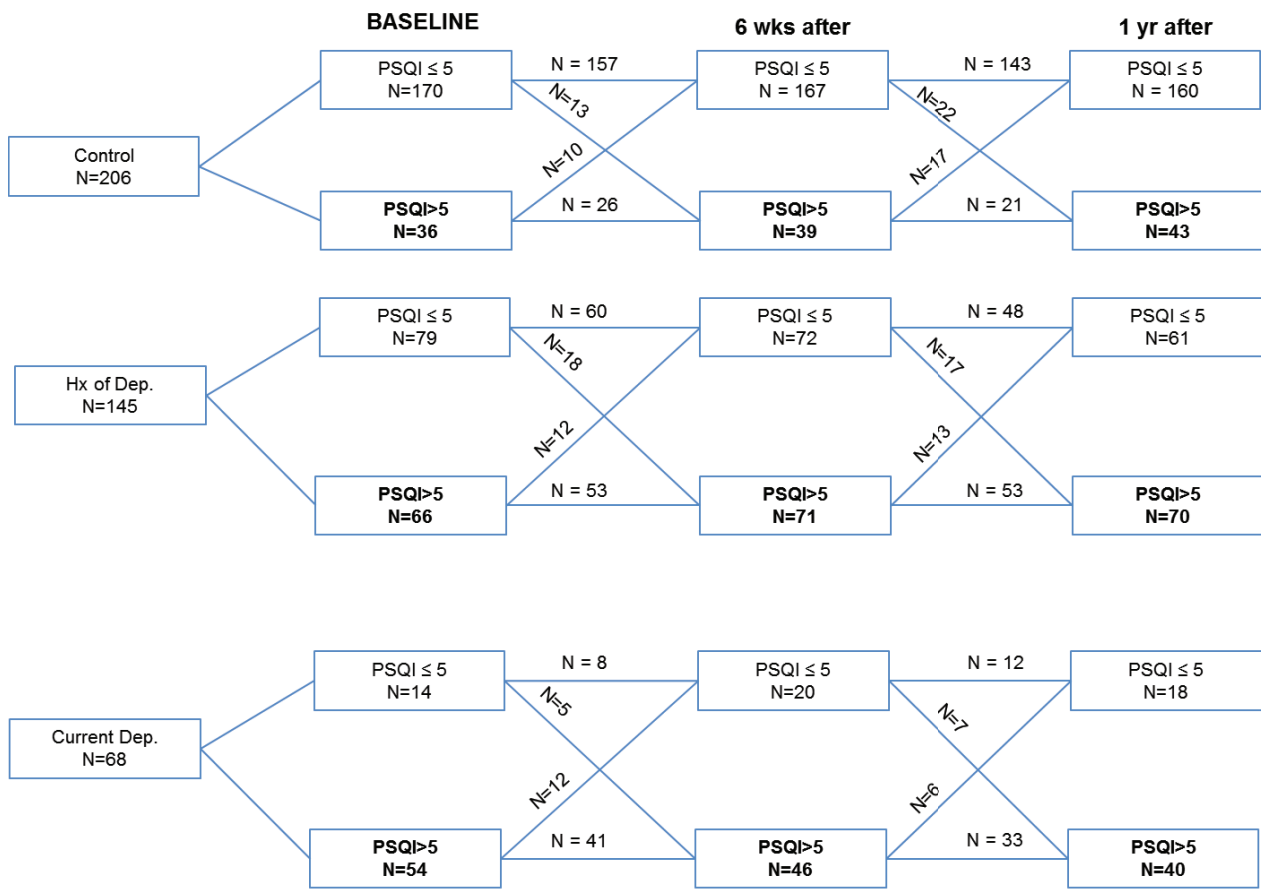 BASELINE
6 wks after
1 yr after
PSQI ≤ 5
N=170
N = 157
N=13
N=10
N = 26
PSQI ≤ 5
N = 167
N = 143
N=22
N=17
N = 21
PSQI ≤ 5
N = 160
Control
N=206
PSQI>5
N=36
PSQI>5
N=39
PSQI>5
N=43
PSQI ≤ 5
N=79
N = 60
N=18
N=12
N = 53
PSQI ≤ 5
N=72
N = 48
N=17
N=13
N = 53
PSQI ≤ 5
N=61
Hx of Dep.
N=145
PSQI>5
N=66
PSQI>5
N=71
PSQI>5
N=70
PSQI ≤ 5
N=14
N = 8
N=5
N=12
N = 41
PSQI ≤ 5
N=20
N = 12
N=7
N=6
N = 33
PSQI ≤ 5
N=18
Current Dep.
N=68
PSQI>5
N=54
PSQI>5
N=46
PSQI>5
N=40